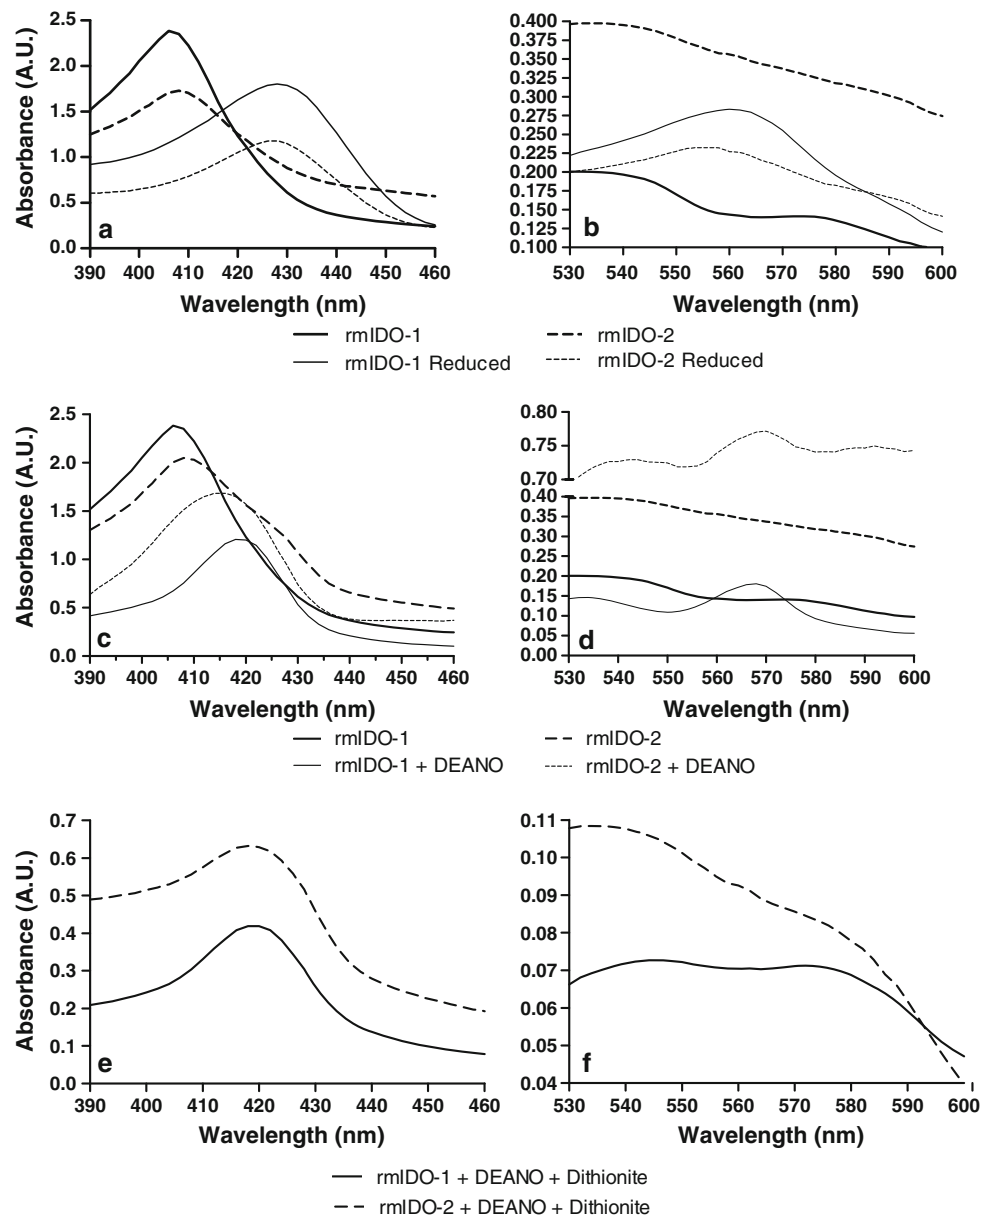 Absorbance (A.U.)
2.5
2.0
1.5
1.0
0.5
0.0
a
390 400 410 420 430 440 450 460
Wavelength (nm)
0.400
0.375
0.350
0.325
0.300
0.275
0.250
0.225
0.200
0.175
0.150
0.125
0.100
b
530 540 550 560 570 580 590 600
Wavelength (nm)
rmIDO-1
rmIDO-2
rmIDO-1 Reduced
rmIDO-2 Reduced
Absorbance (A.U.)
2.5
2.0
1.5
1.0
0.5
0.0
c
390 400 410 420 430 440 450 460
Wavelength (nm)
0.80
0.75
0.70
0.40
0.35
0.30
0.25
0.20
0.15
0.10
0.05
0.00
d
530 540 550 560 570 580 590 600
Wavelength (nm)
rmIDO-1
rmIDO-2
rmIDO-1 + DEANO
rmIDO-2 + DEANO
Absorbance (A.U.)
0.7
0.6
0.5
0.4
0.3
0.2
0.1
0.0
e
390 400 410 420 430 440 450 460
Wavelength (nm)
0.11
0.10
0.09
0.08
0.07
0.06
0.05
0.04
f
530 540 550 560 570 580 590 600
Wavelength (nm)
rmIDO-1 + DEANO + Dithionite
rmIDO-2 + DEANO + Dithionite